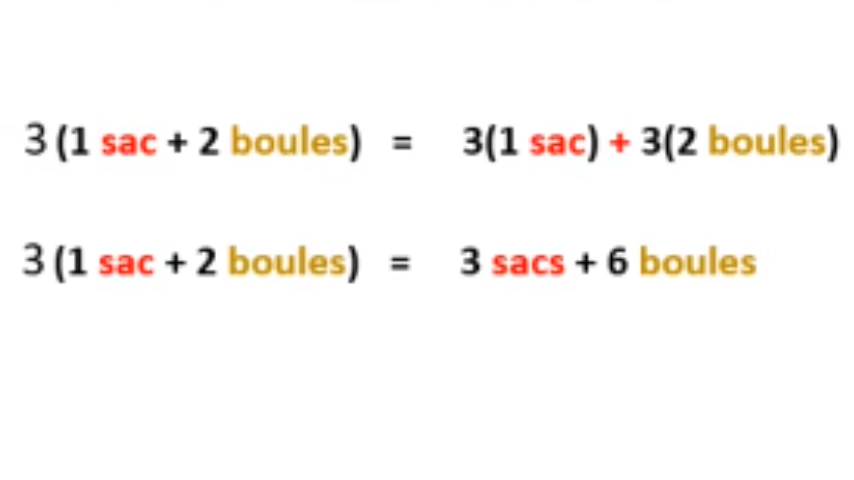 3 (1 sac + 2 boules) = 3(1 sac) + 3(2 boules)
3 (1 sac + 2 boules) = 3 sacs + 6 boules